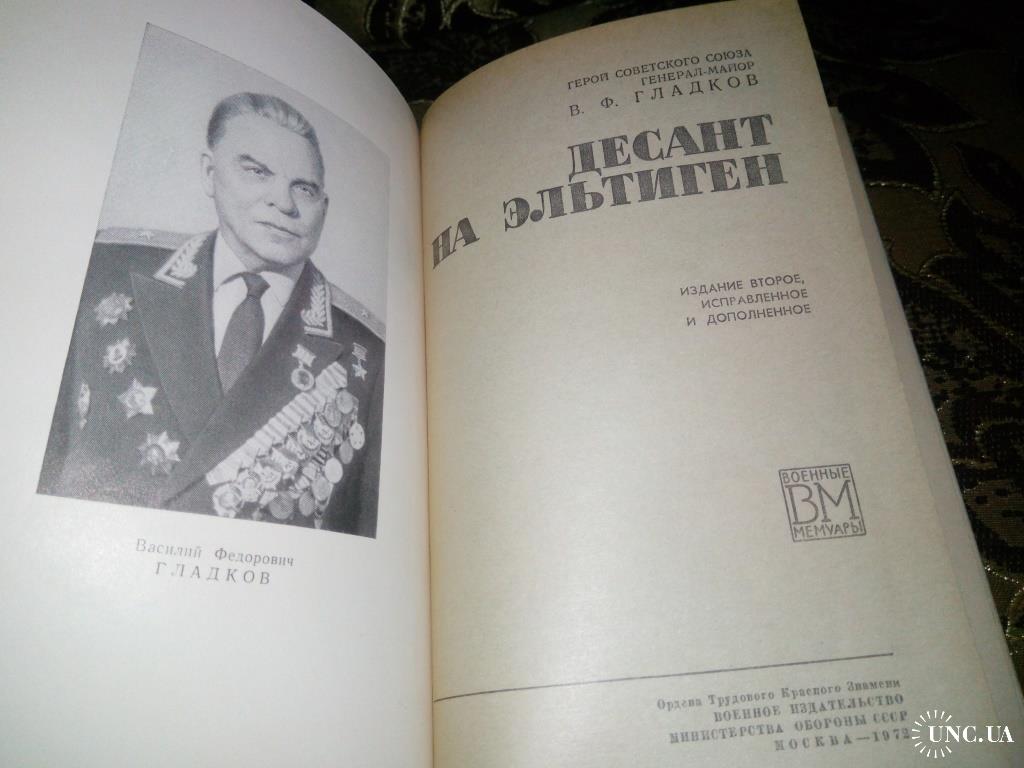 Василий Федорович
ГЛАДКОВ
ГЕРОЙ СОВЕТСКОГО СОЮЗА
ГЕНЕРАЛ-МАЙОР
В. Ф. ГЛАДКОВ
ДЕСАНТ
НА ЭЛЬТИГЕН
ИЗДАНИЕ ВТОРОЕ,
ИСПРАВЛЕННОЕ
И ДОПОЛНЕННОЕ
ВОЕННЫЕ
ВМ
МЕМУАРЫ
Ордена Трудового Красного Знамени
ВОЕННОЕ ИЗДАТЕЛЬСТВО
МИНИСТЕРСТВА ОБОРОНЫ СССР
МОСКВА—1972
UNC.UA